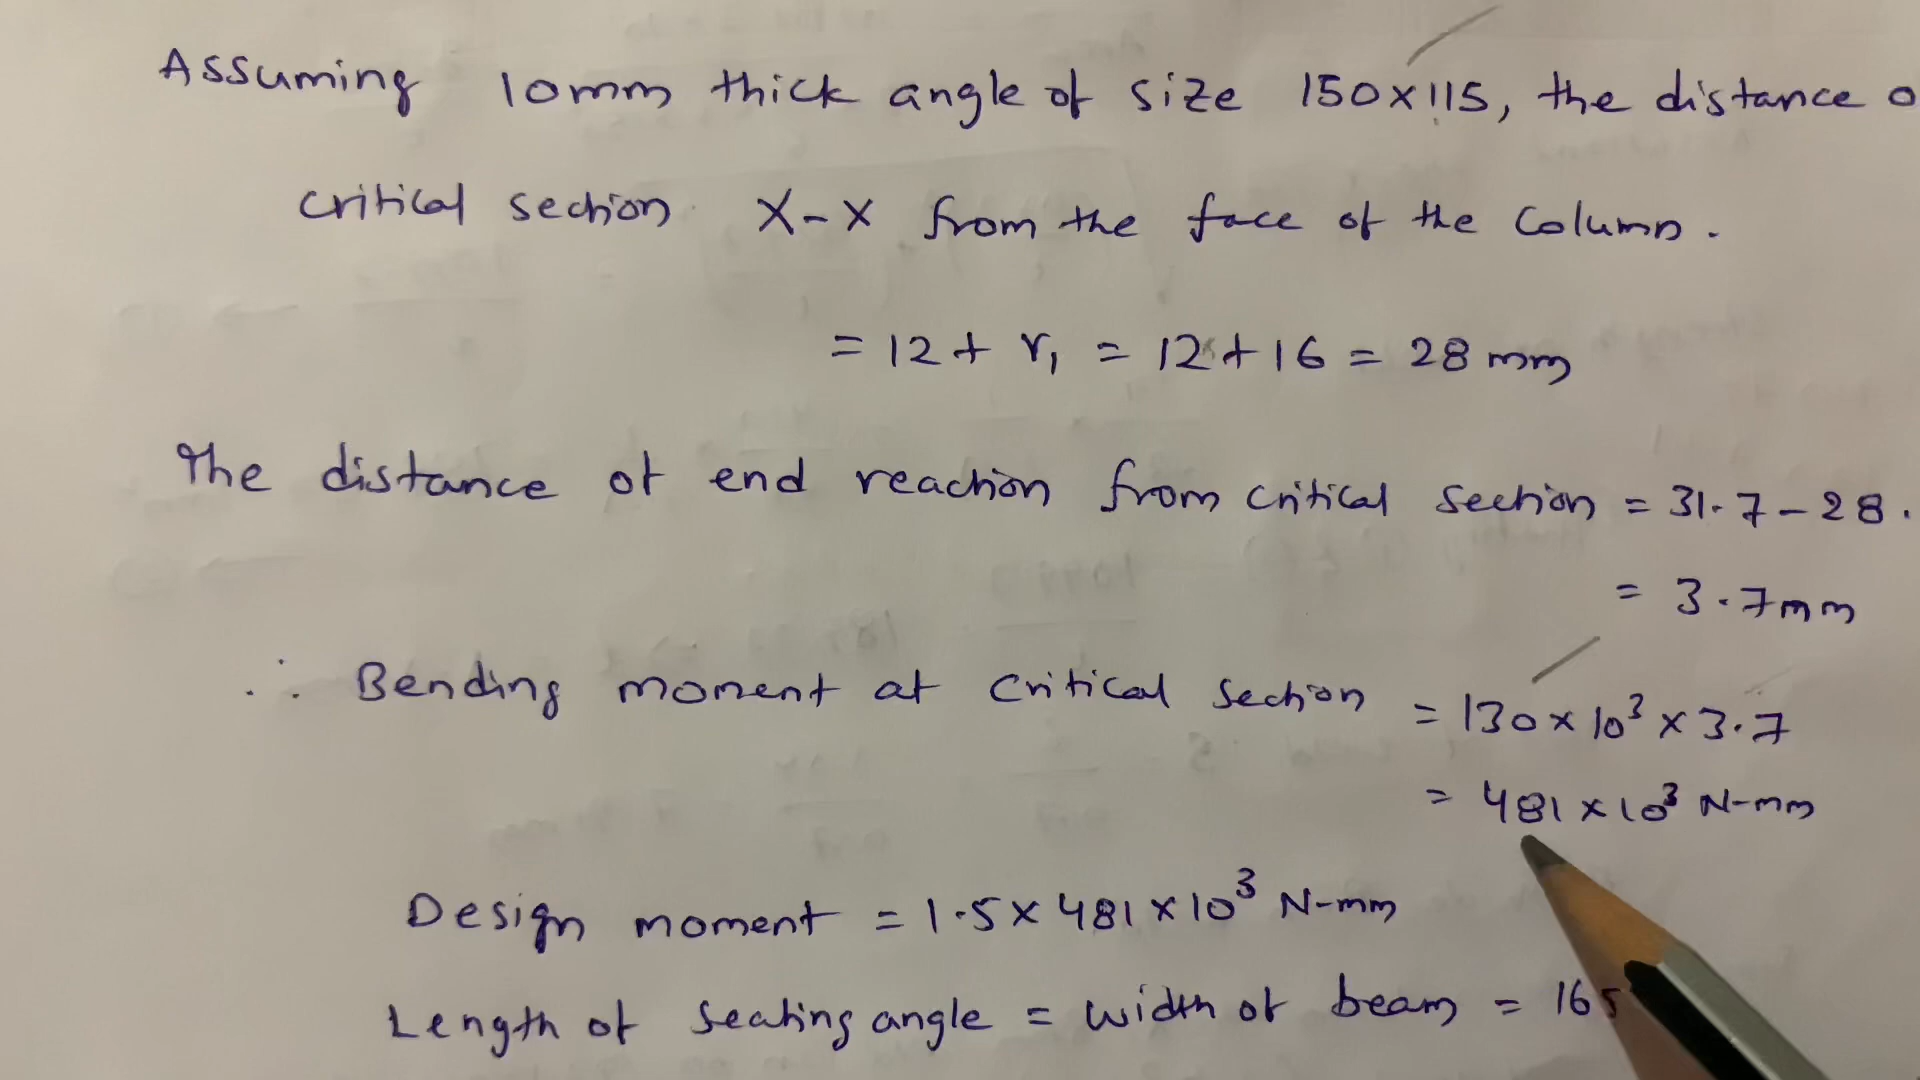 Assuming 10mm thick angle of size 150x115, the distance o
critical section X-X from the face of the column.
= 12 + r₁ = 12 + 16 = 28 mm
The distance of end reaction from critical section = 31.7 - 28.
= 3.7mm
∴ Bending moment at critical section = 130 x 10³ x 3.7
= 481 x 10³ N-mm
Design moment = 1.5 x 481 x 10³ N-mm
Length of seating angle = width of beam = 165